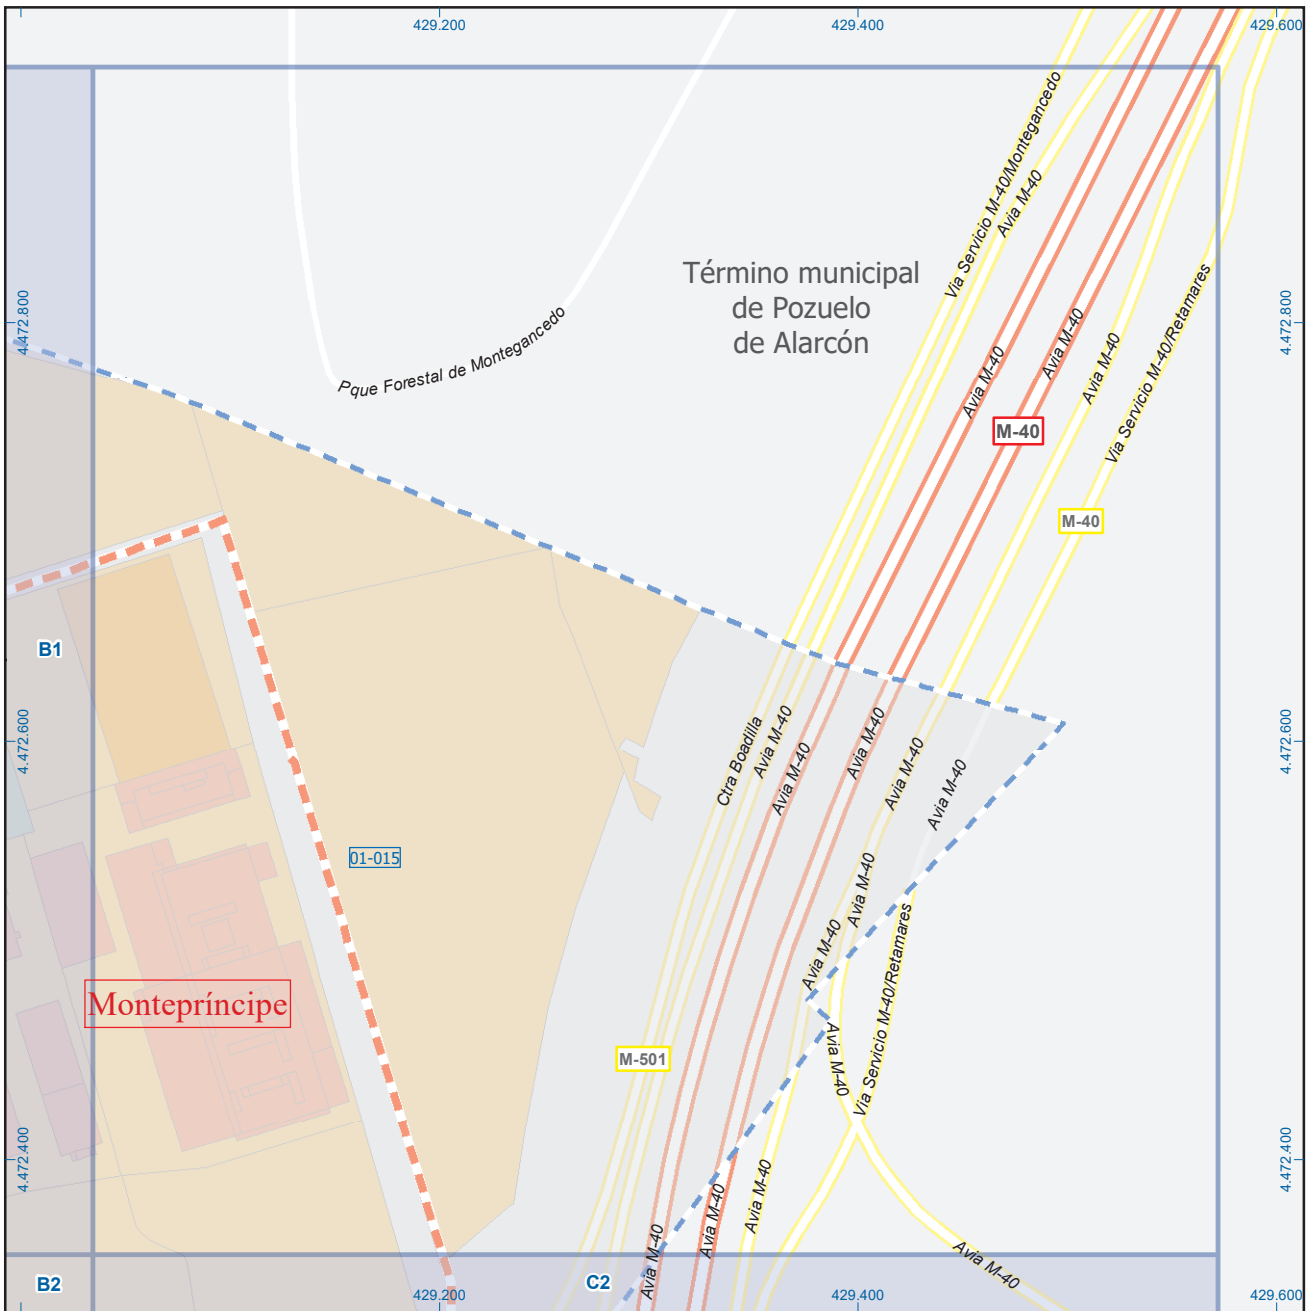 429.200
429.400
429.600
Via Servicio M-40/Montegancedo
Avia M-40
Término municipal
de Pozuelo
de Alarcón
4.472.800
4.472.800
Pque Forestal de Montegancedo
Avia M-40
Avia M-40
Avia M-40
Via Servicio M-40/Retamares
M-40
M-40
B1
4.472.600
4.472.600
Ctra Boadilla
Avia M-40
Avia M-40
Avia M-40
Avia M-40
Avia M-40
01-015
Avia M-40
Avia M-40
Via Servicio M-40/Retamares
Montepríncipe
M-501
Avia M-40
4.472.400
4.472.400
Avia M-40
Avia M-40
Avia M-40
Avia M-40
B2
C2
429.200
429.400
429.600